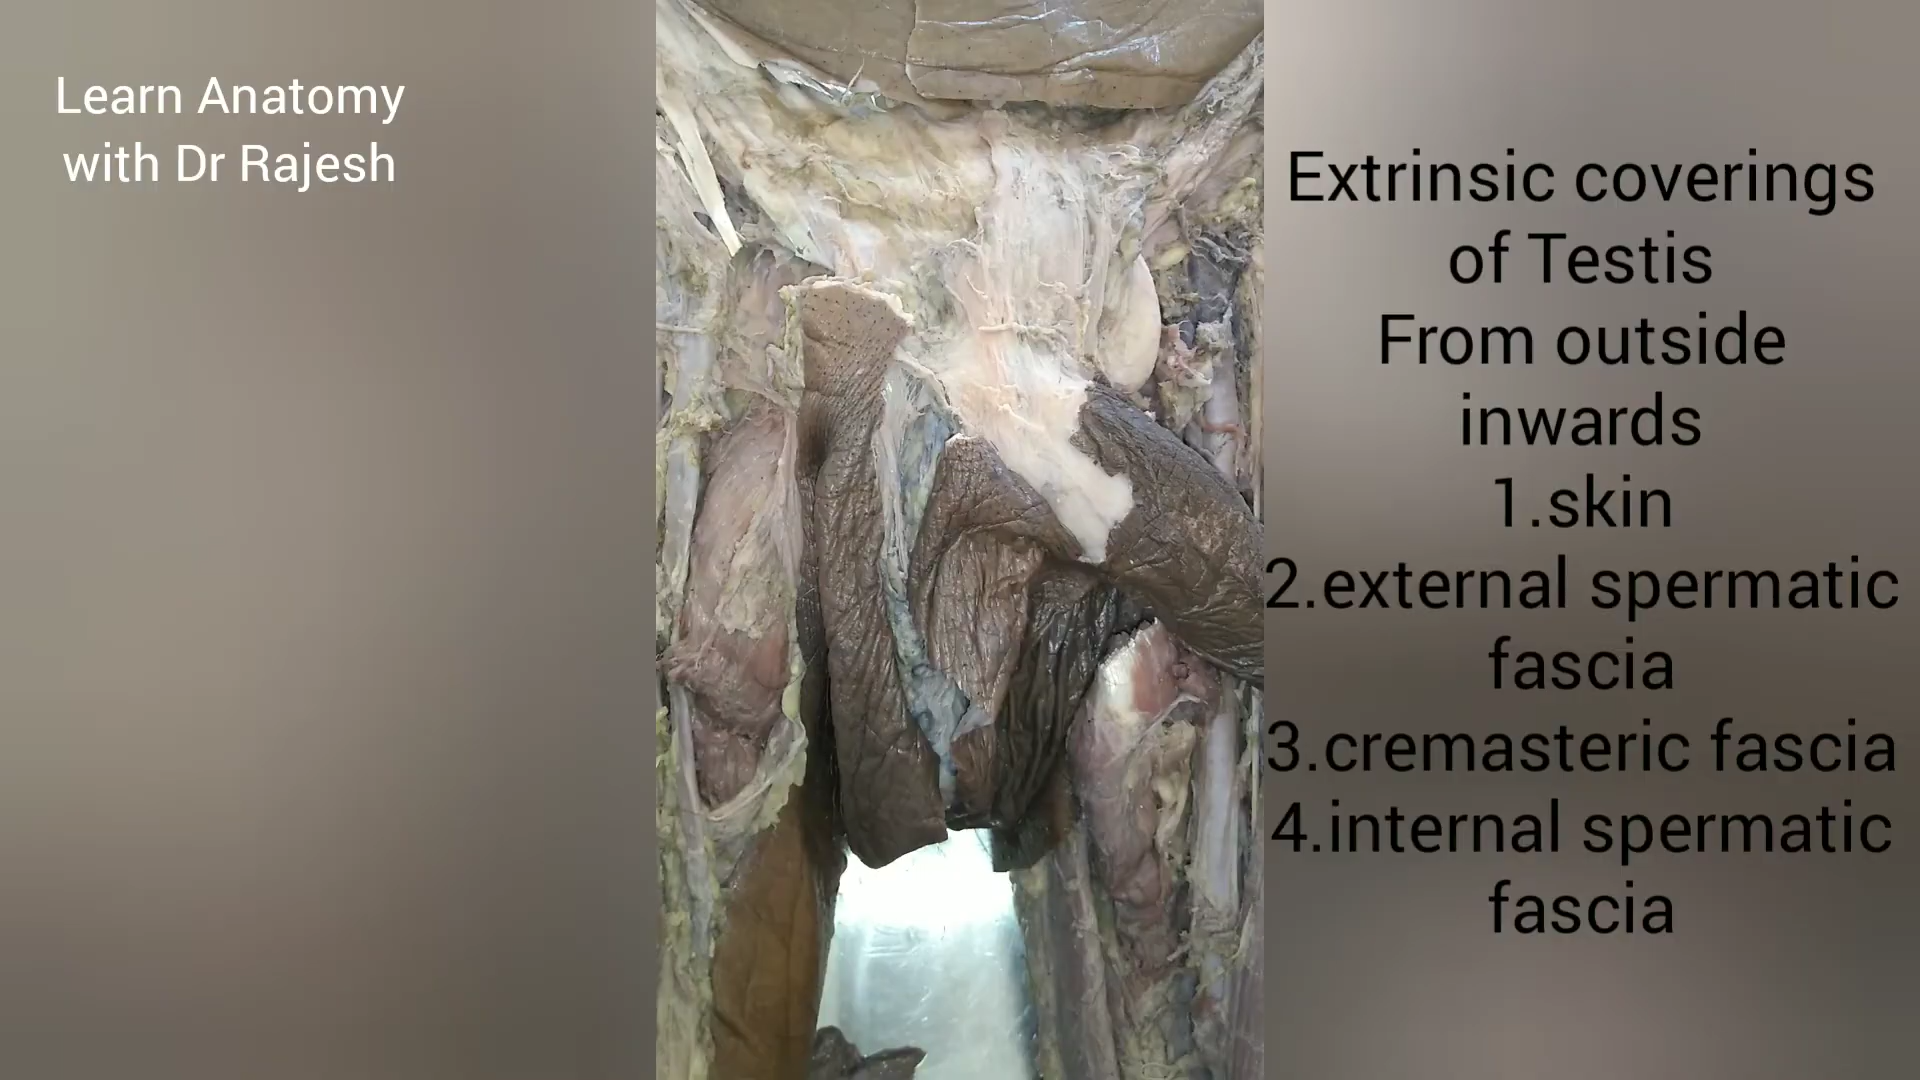 Learn Anatomy
with Dr Rajesh
Extrinsic coverings
of Testis
From outside
inwards
1.skin
2.external spermatic
fascia
3.cremasteric fascia
4.internal spermatic
fascia